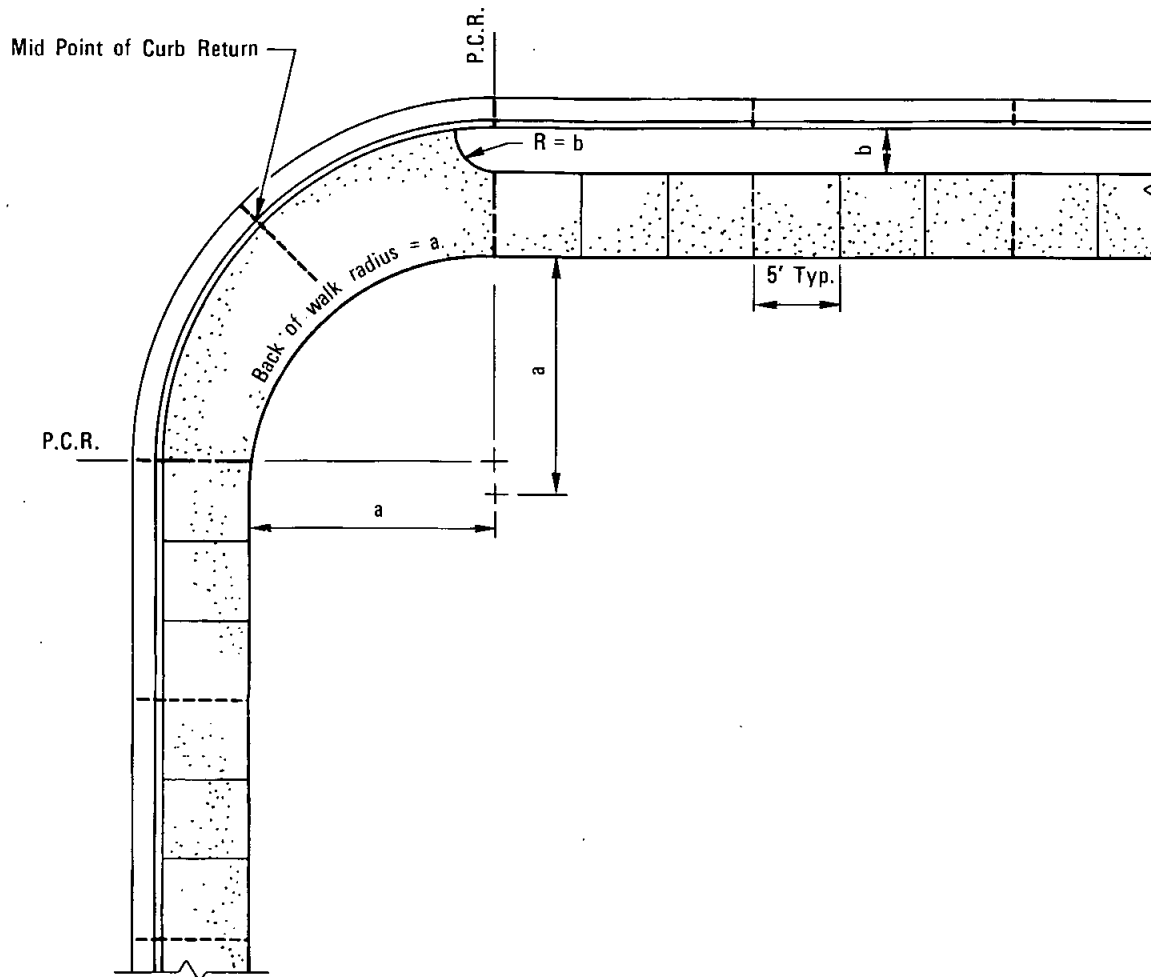 Mid Point of Curb Return
P.C.R.
R = b
b
Back of walk radius = a
5' Typ.
a
P.C.R.
a